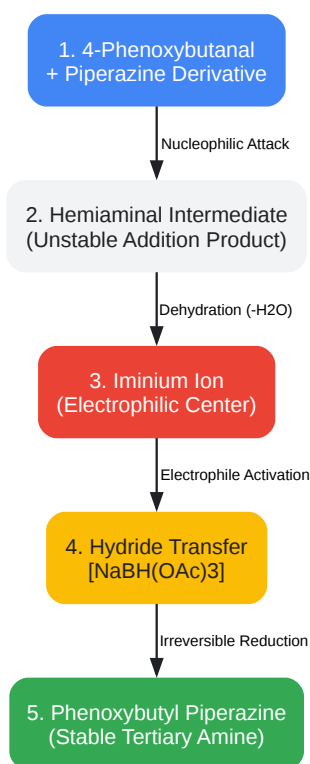 1. 4-Phenoxybutanal
+ Piperazine Derivative
Nucleophilic Attack
2. Hemiaminal Intermediate
(Unstable Addition Product)
Dehydration (-H2O)
3. Iminium Ion
(Electrophilic Center)
Electrophile Activation
4. Hydride Transfer
[NaBH(OAc)3]
Irreversible Reduction
5. Phenoxybutyl Piperazine
(Stable Tertiary Amine)